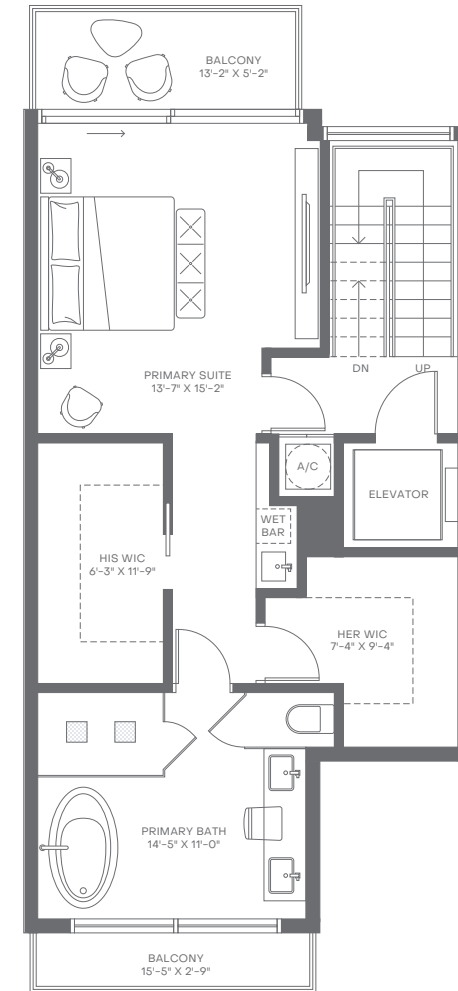 BALCONY
13'-2" X 5'-2"
PRIMARY SUITE
13'-7" X 15'-2"
DN
UP
A/C
ELEVATOR
WET
BAR
HIS WIC
6'-3" X 11'-9"
HER WIC
7'-4" X 9'-4"
PRIMARY BATH
14'-5" X 11'-0"
BALCONY
15'-5" X 2'-9"